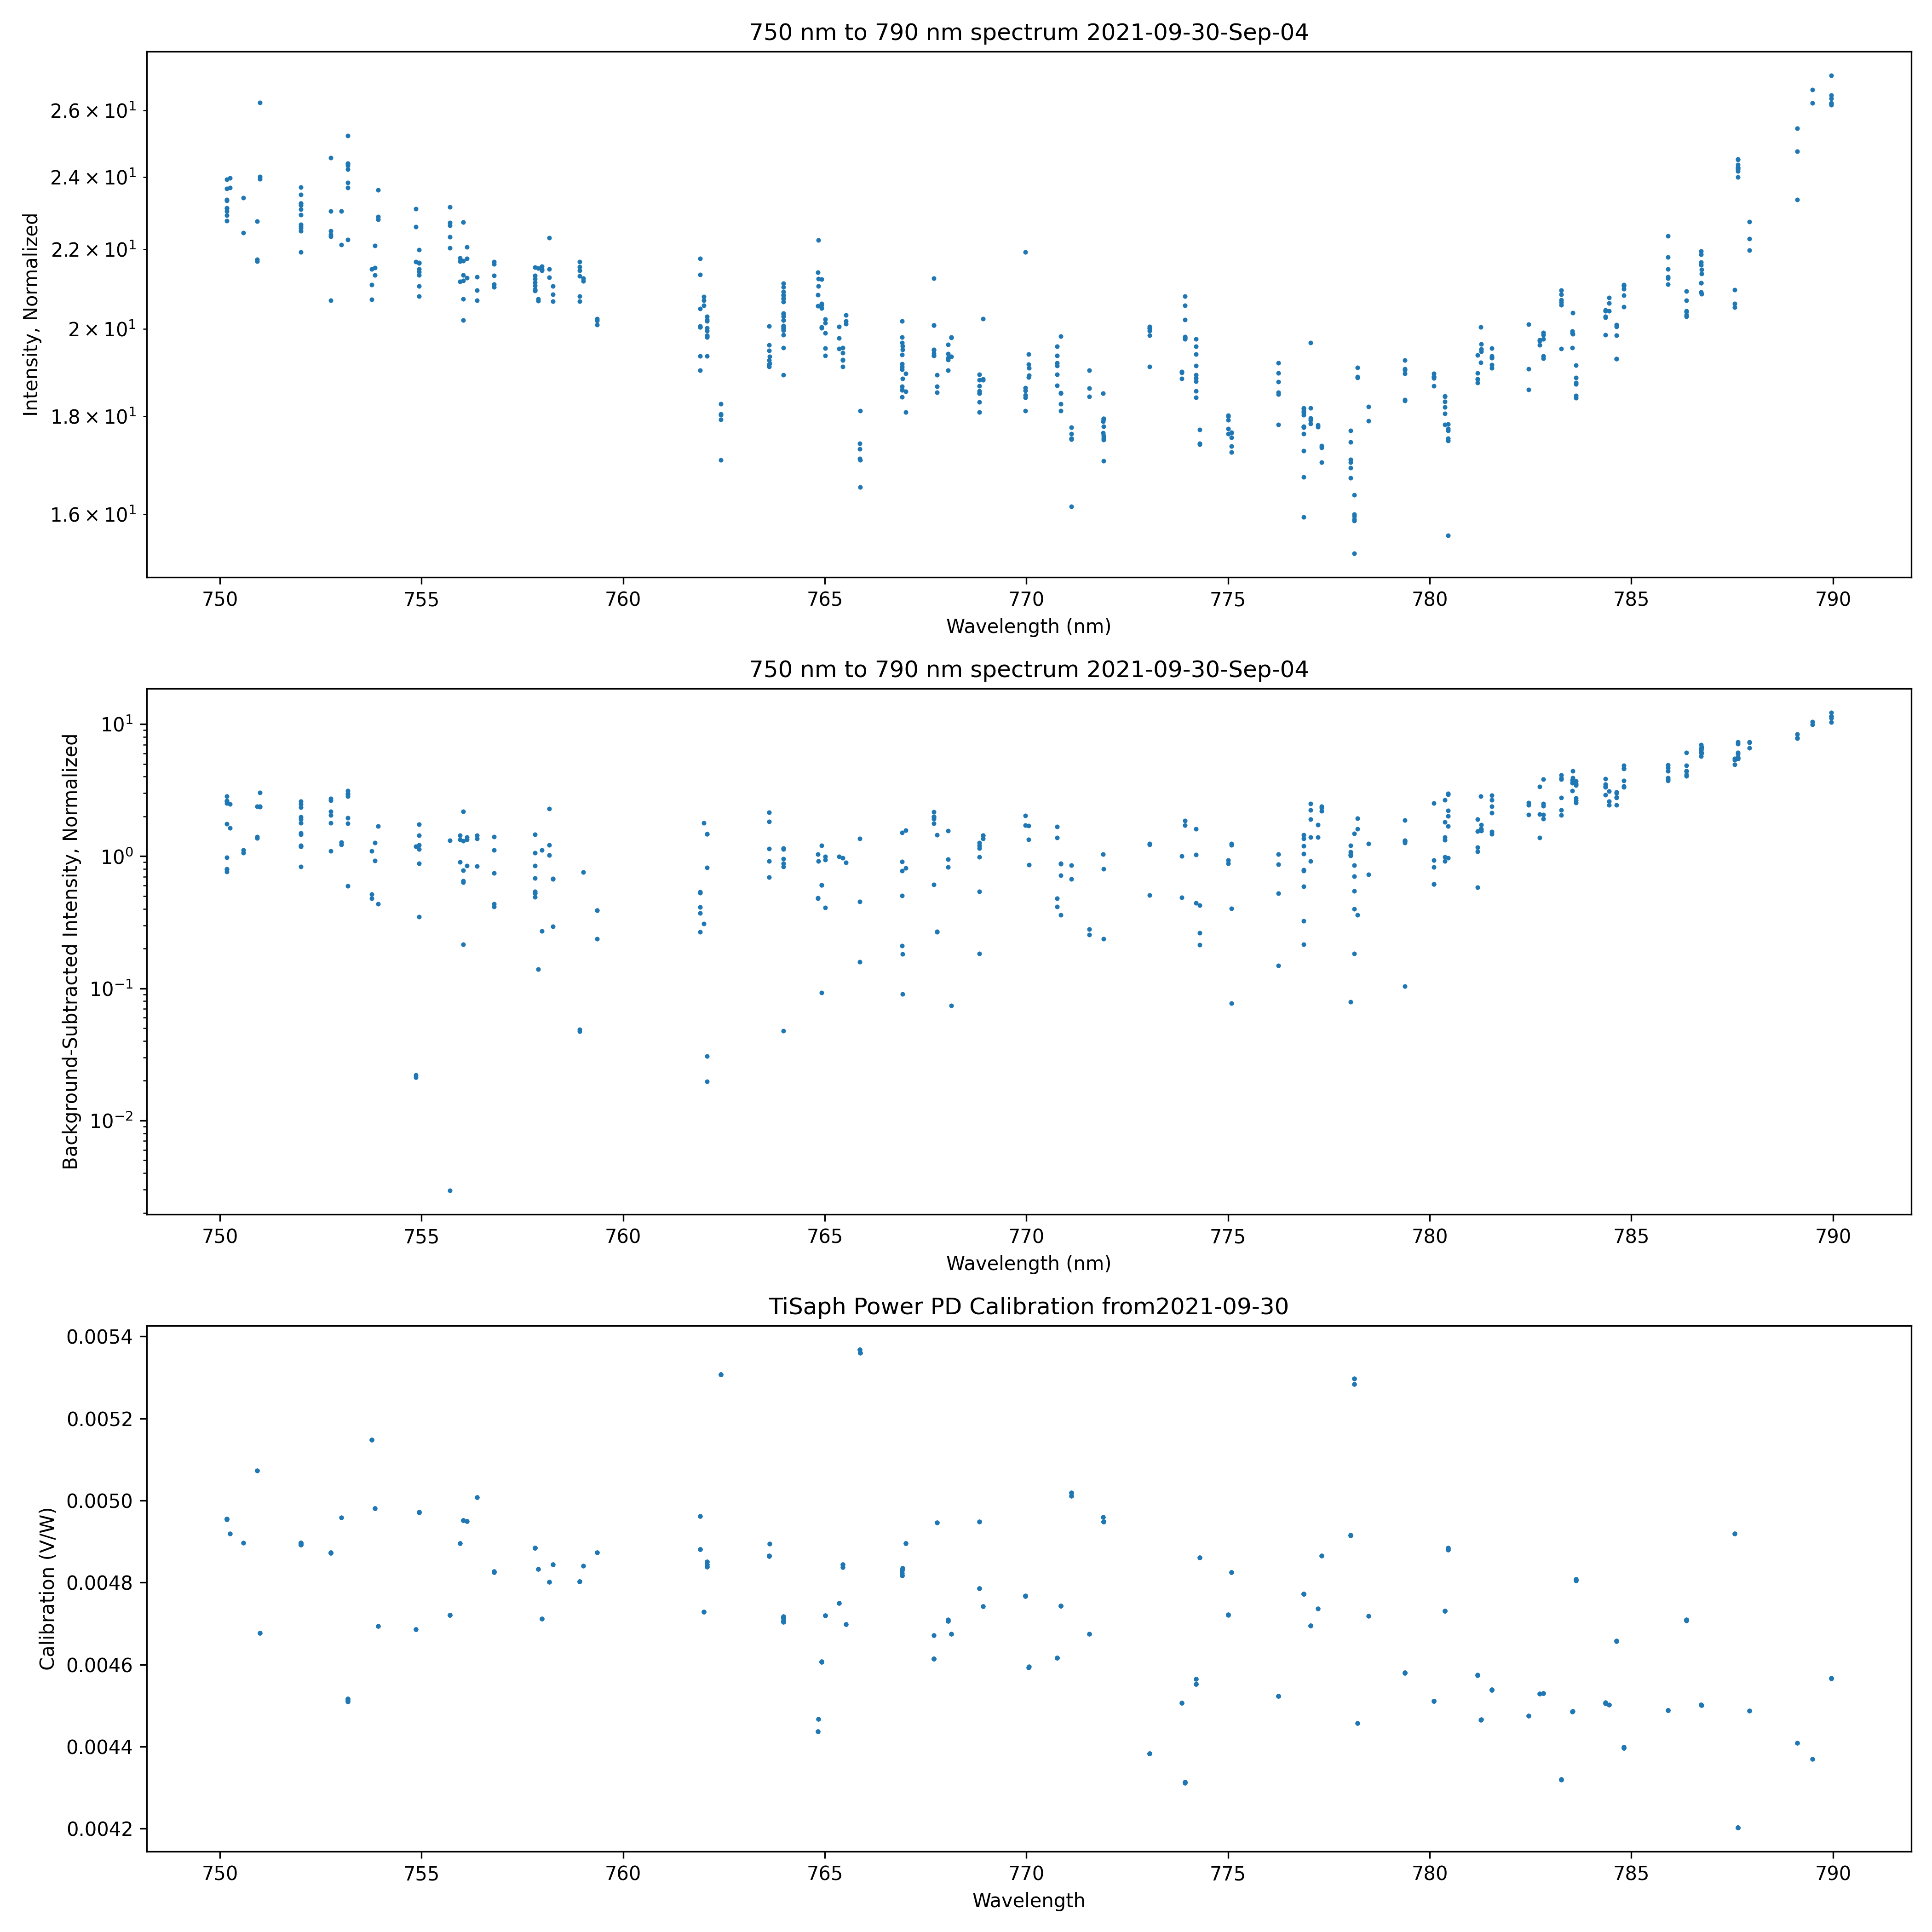 750 nm to 790 nm spectrum 2021-09-30-Sep-04
Intensity, Normalized
2.6 × 10¹
2.4 × 10¹
2.2 × 10¹
2 × 10¹
1.8 × 10¹
1.6 × 10¹
750 755 760 765 770 775 780 785 790
Wavelength (nm)
750 nm to 790 nm spectrum 2021-09-30-Sep-04
Background-Subtracted Intensity, Normalized
10¹
10⁰
10⁻¹
10⁻²
750 755 760 765 770 775 780 785 790
Wavelength (nm)
TiSaph Power PD Calibration from2021-09-30
Calibration (V/W)
0.0054
0.0052
0.0050
0.0048
0.0046
0.0044
0.0042
750 755 760 765 770 775 780 785 790
Wavelength